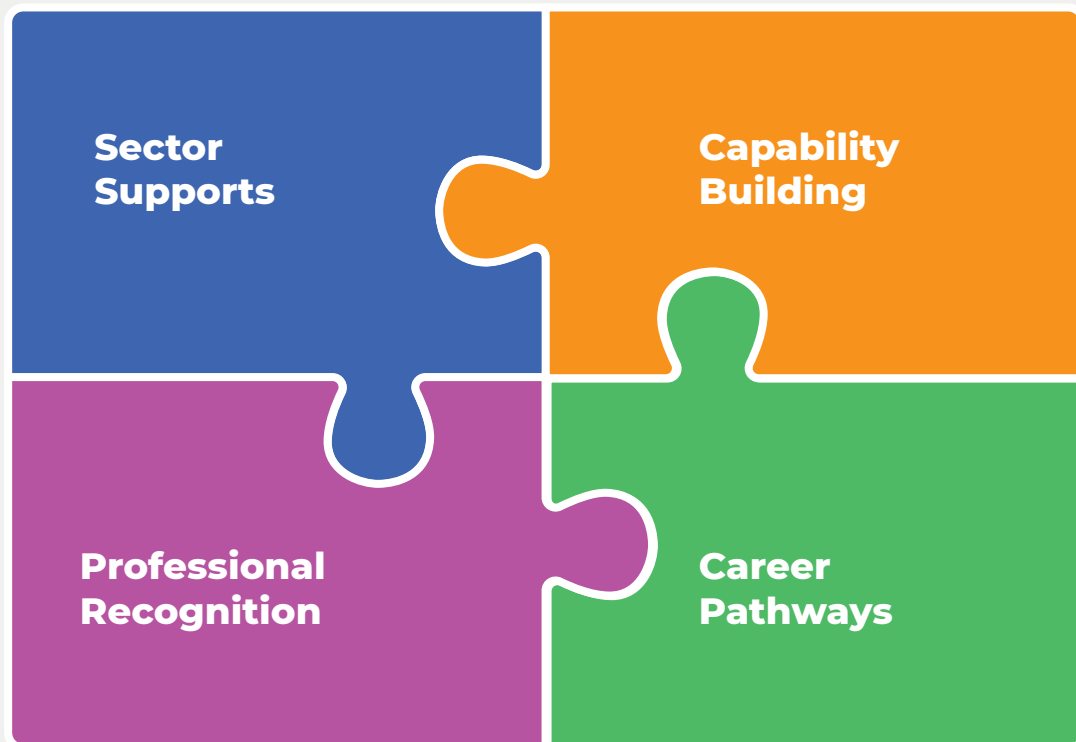 Sector
Supports
Capability
Building
Professional
Recognition
Career
Pathways